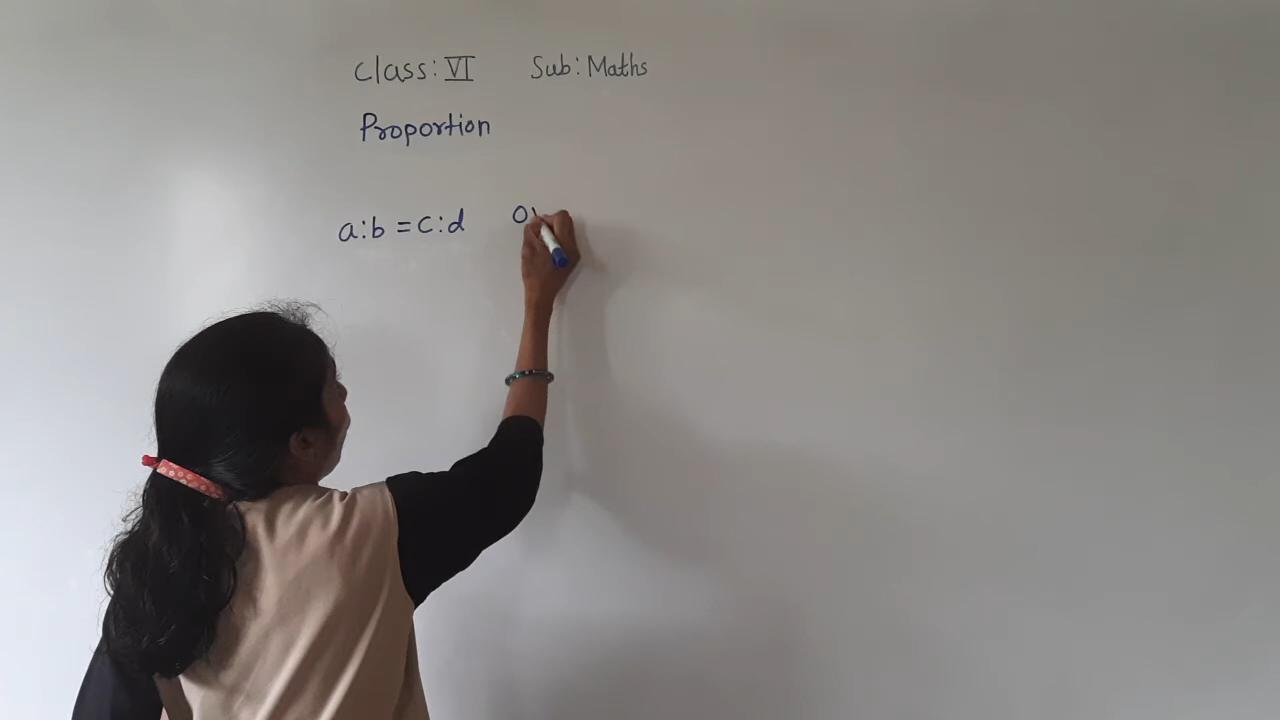 Class: VI Sub: Maths
Proportion
a:b = c:d